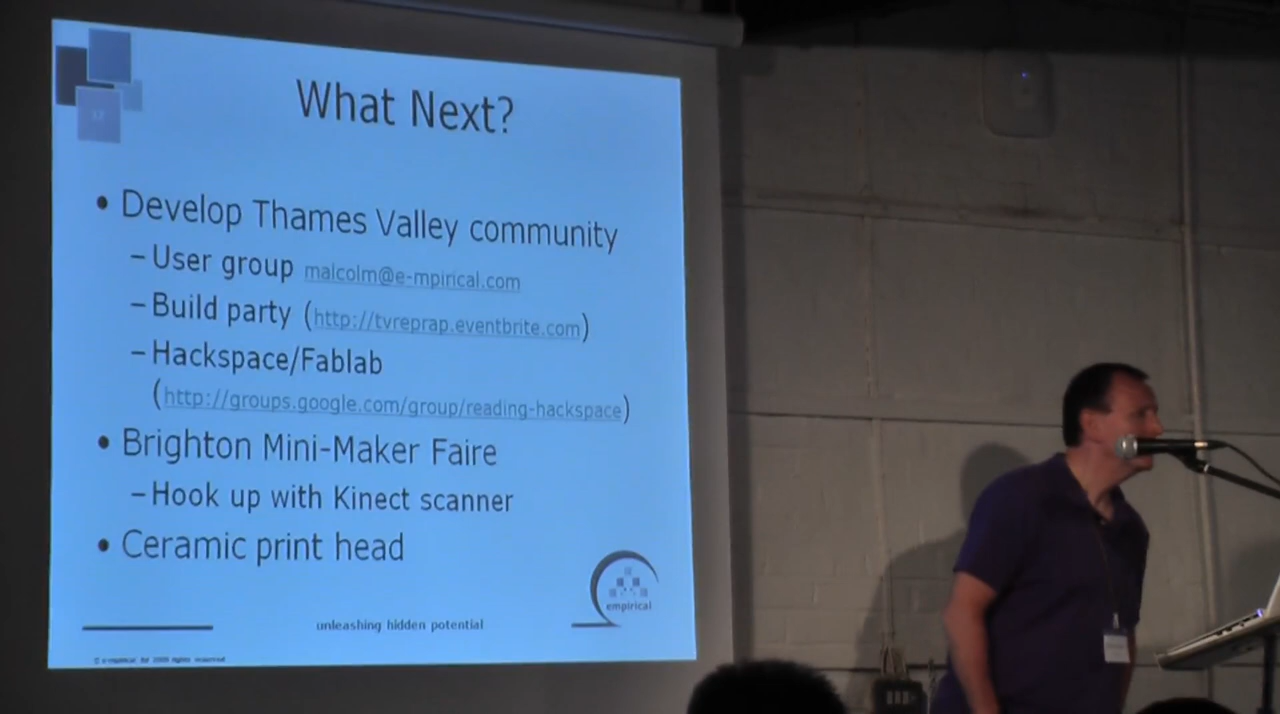 What Next?
• Develop Thames Valley community
– User group malcolm@e-mpirical.com
– Build party (http://tvreprap.eventbrite.com)
– Hackspace/Fablab
(http://groups.google.com/group/reading-hackspace)
• Brighton Mini-Maker Faire
– Hook up with Kinect scanner
• Ceramic print head
empirical
unleashing hidden potential